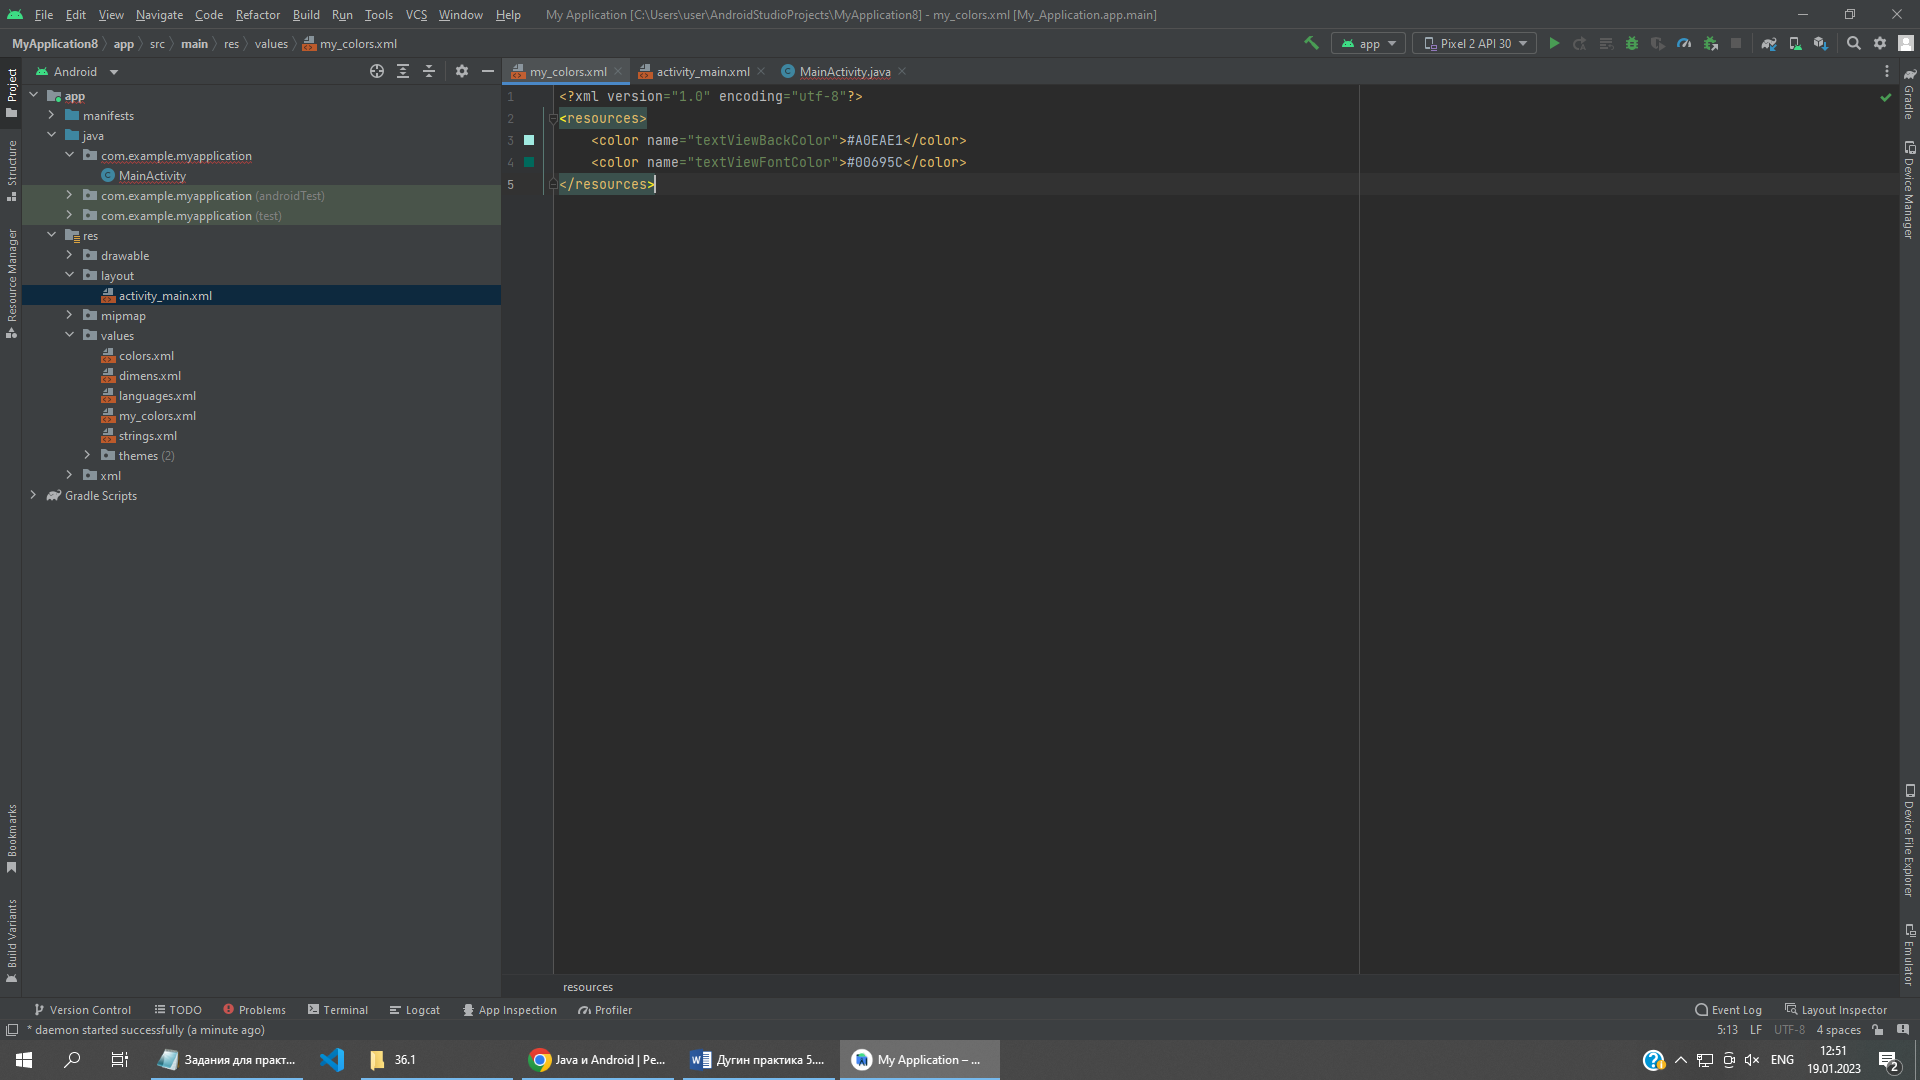 File Edit View Navigate Code Refactor Build Run Tools VCS Window Help My Application [C:\Users\user\AndroidStudioProjects\MyApplication8] - my_colors.xml [My_Application.app.main]
MyApplication8 app src main res values my_colors.xml app Pixel 2 API 30
Project
Structure
Resource Manager
Bookmarks
Build Variants
Android
app
manifests
java
com.example.myapplication
MainActivity
com.example.myapplication (androidTest)
com.example.myapplication (test)
res
drawable
layout
activity_main.xml
mipmap
values
colors.xml
dimens.xml
languages.xml
my_colors.xml
strings.xml
themes (2)
xml
Gradle Scripts
my_colors.xml activity_main.xml MainActivity.java
1 <?xml version="1.0" encoding="utf-8"?>
2 <resources>
3 <color name="textViewBackColor">#A0EAE1</color>
4 <color name="textViewFontColor">#00695C</color>
5 </resources>
resources
Gradle
Device Manager
Device File Explorer
Emulator
Version Control TODO Problems Terminal Logcat App Inspection Profiler Event Log Layout Inspector
* daemon started successfully (a minute ago) 5:13 LF UTF-8 4 spaces
Задания для практ... 36.1 Java и Android | Ре... Дугин практика 5.... My Application – ... ENG 12:51
19.01.2023 2